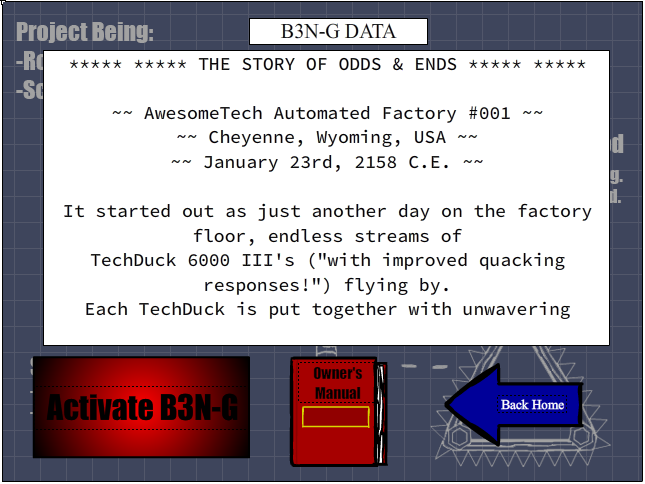 Project Being:
B3N-G DATA
-Ro
-Sc
***** ***** THE STORY OF ODDS & ENDS ***** *****
~~ AwesomeTech Automated Factory #001 ~~
~~ Cheyenne, Wyoming, USA ~~
~~ January 23rd, 2158 C.E. ~~
It started out as just another day on the factory
floor, endless streams of
TechDuck 6000 III's ("with improved quacking
responses!") flying by.
Each TechDuck is put together with unwavering
d
g.
d.
Activate B3N-G
Owner's
Manual
Back Home